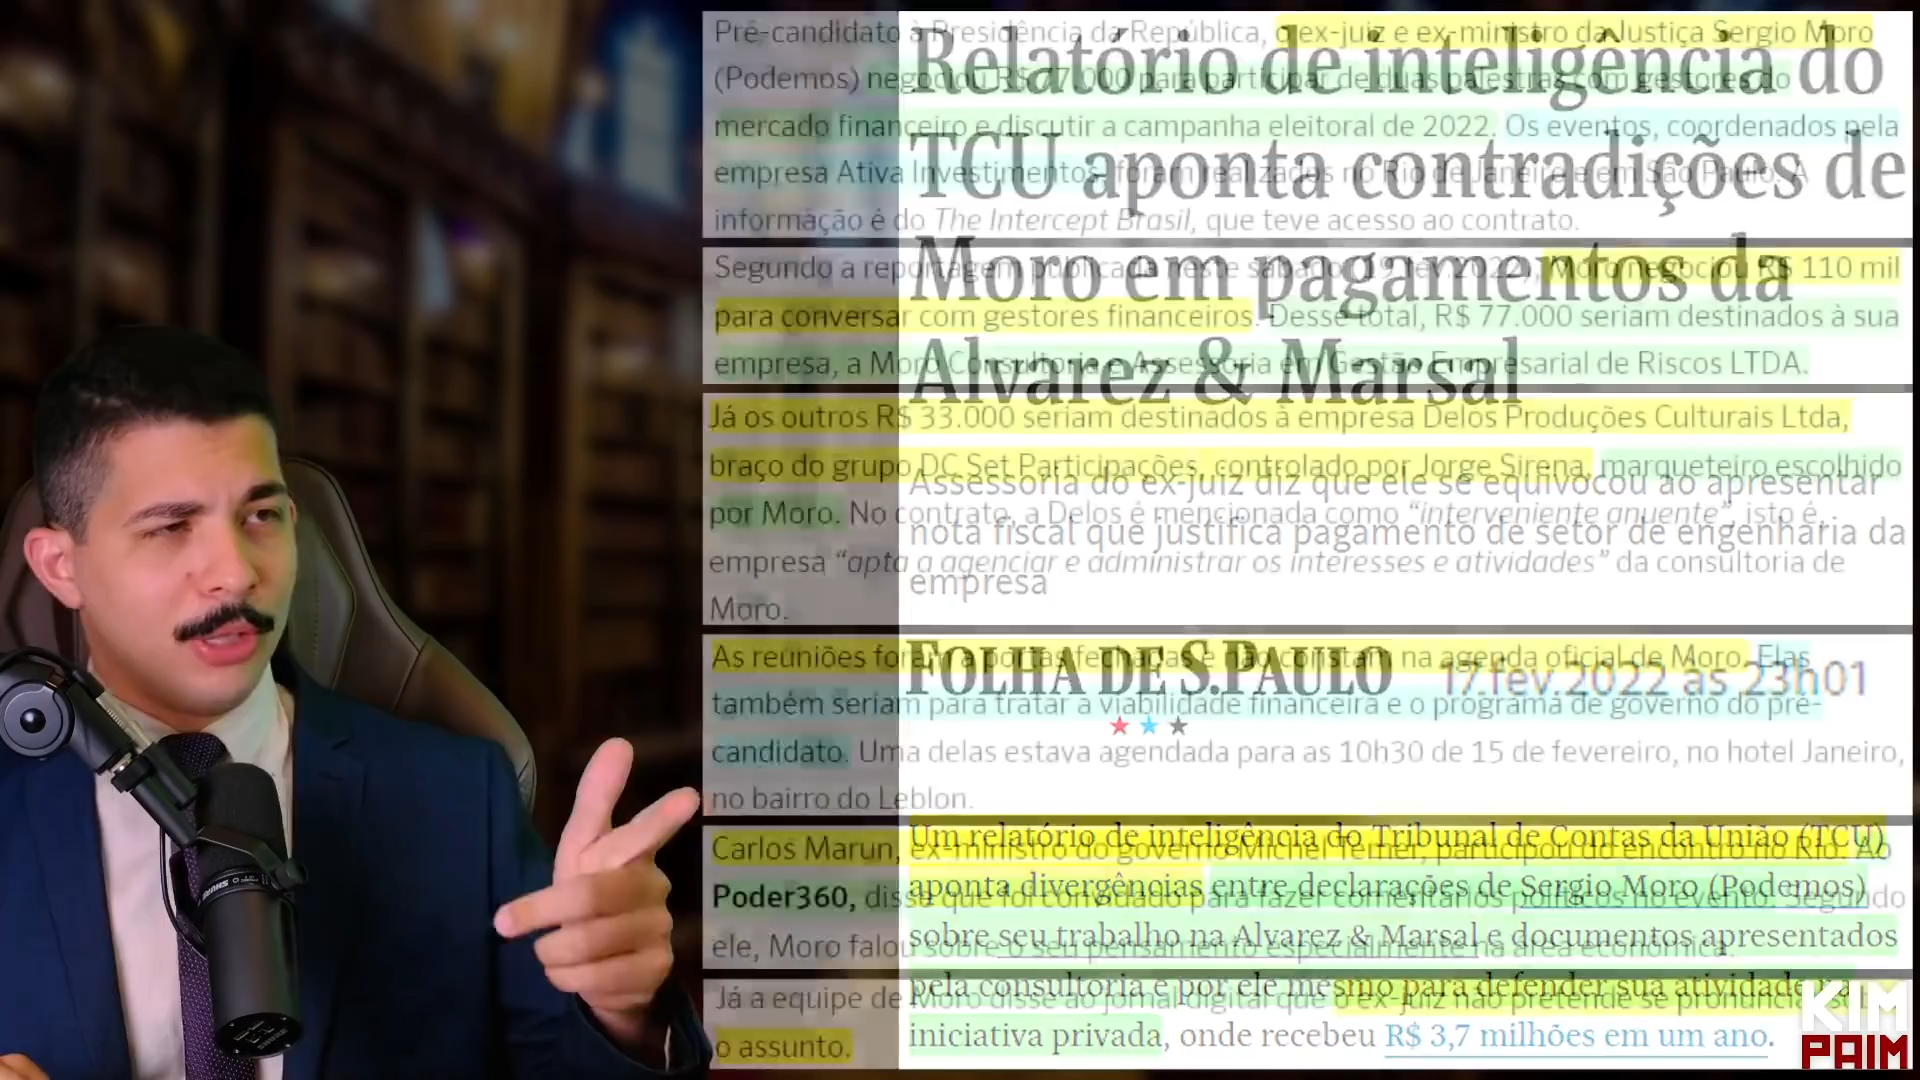 Pré-candidato à Presidência da República, o ex-juiz e ex-ministro da Justiça Sergio Moro
(Podemos) negociou R$ 77.000 para participar de duas palestras com gestores do
mercado financeiro e discutir a campanha eleitoral de 2022. Os eventos, coordenados pela
empresa Ativa Investimentos, foram realizados no Rio de Janeiro e em São Paulo. A
informação é do The Intercept Brasil, que teve acesso ao contrato.
Segundo a reportagem publicada neste sábado (19.fev.2022), Moro negociou R$ 110 mil
para conversar com gestores financeiros. Desse total, R$ 77.000 seriam destinados à sua
empresa, a Moro Consultoria e Assessoria em Gestão Empresarial de Riscos LTDA.
Já os outros R$ 33.000 seriam destinados à empresa Delos Produções Culturais Ltda,
braço do grupo DC Set Participações, controlado por Jorge Sirena, marqueteiro escolhido
por Moro. No contrato, a Delos é mencionada como “interveniente anuente”, isto é,
empresa “apta a agenciar e administrar os interesses e atividades” da consultoria de
Moro.
As reuniões foram a portas fechadas e não constam na agenda oficial de Moro. Elas
também seriam para tratar a viabilidade financeira e o programa de governo do pré-
candidato. Uma delas estava agendada para as 10h30 de 15 de fevereiro, no hotel Janeiro,
no bairro do Leblon.
Carlos Marun, ex-ministro do governo Michel Temer, participou do encontro no Rio. Ao
Poder360, disse que foi convidado para fazer comentários políticos no evento. Segundo
ele, Moro falou sobre o seu pensamento especialmente na área econômica.
Já a equipe de Moro disse ao jornal digital que o ex-juiz não pretende se pronunciar
o assunto.
Relatório de inteligência do
TCU aponta contradições de
Moro em pagamentos da
Alvarez & Marsal
Assessoria do ex-juiz diz que ele se equivocou ao apresentar
nota fiscal que justifica pagamento de setor de engenharia da
empresa
FOLHA DE S.PAULO 17.fev.2022 às 23h01
Um relatório de inteligência do Tribunal de Contas da União (TCU)
aponta divergências entre declarações de Sergio Moro (Podemos)
sobre seu trabalho na Alvarez & Marsal e documentos apresentados
pela consultoria e por ele mesmo para defender sua atividade
iniciativa privada, onde recebeu R$ 3,7 milhões em um ano.
SHURE
KIM
PAIM